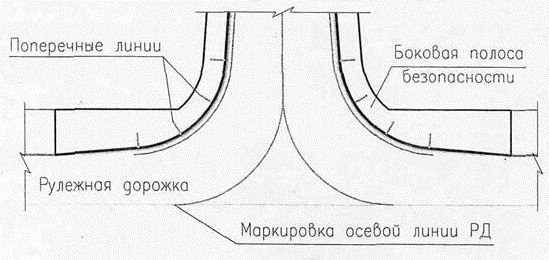 Поперечные линии
Боковая полоса
безопасности
Рулежная дорожка
Маркировка осевой линии РД